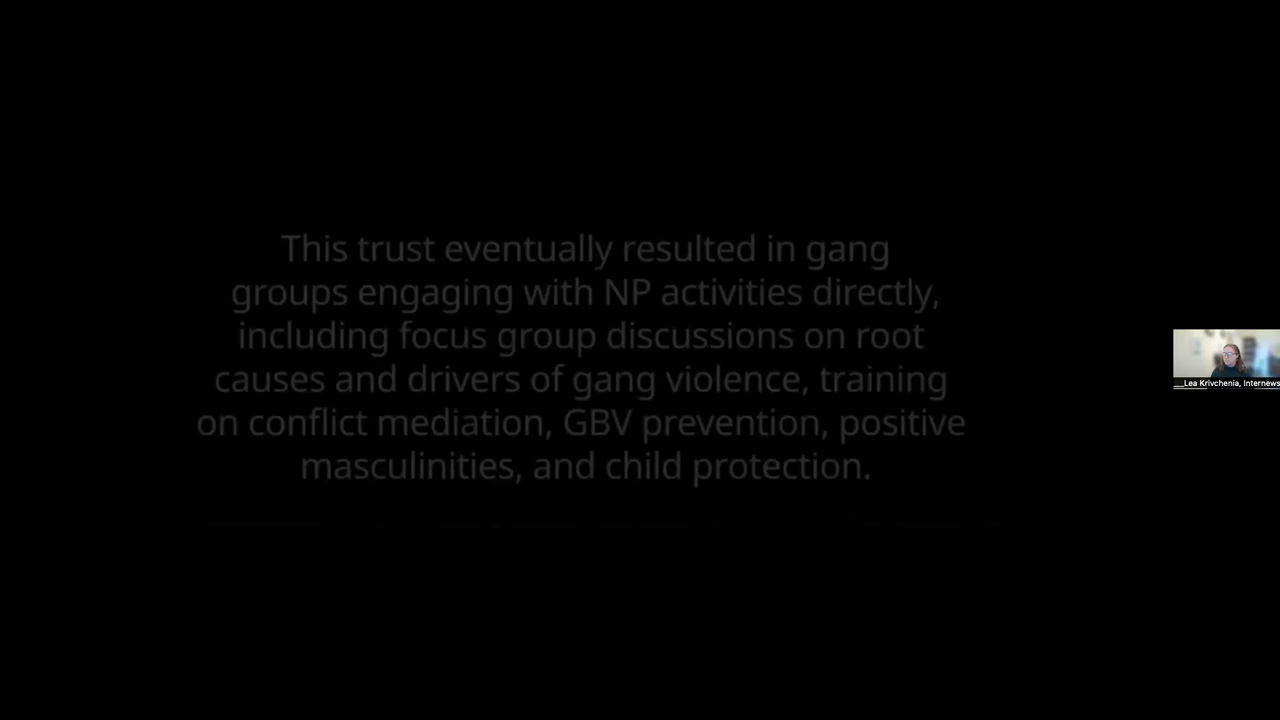 This trust eventually resulted in gang
groups engaging with NP activities directly,
including focus group discussions on root
causes and drivers of gang violence, training
on conflict mediation, GBV prevention, positive
masculinities, and child protection.
Lea Krivchenia, Internews